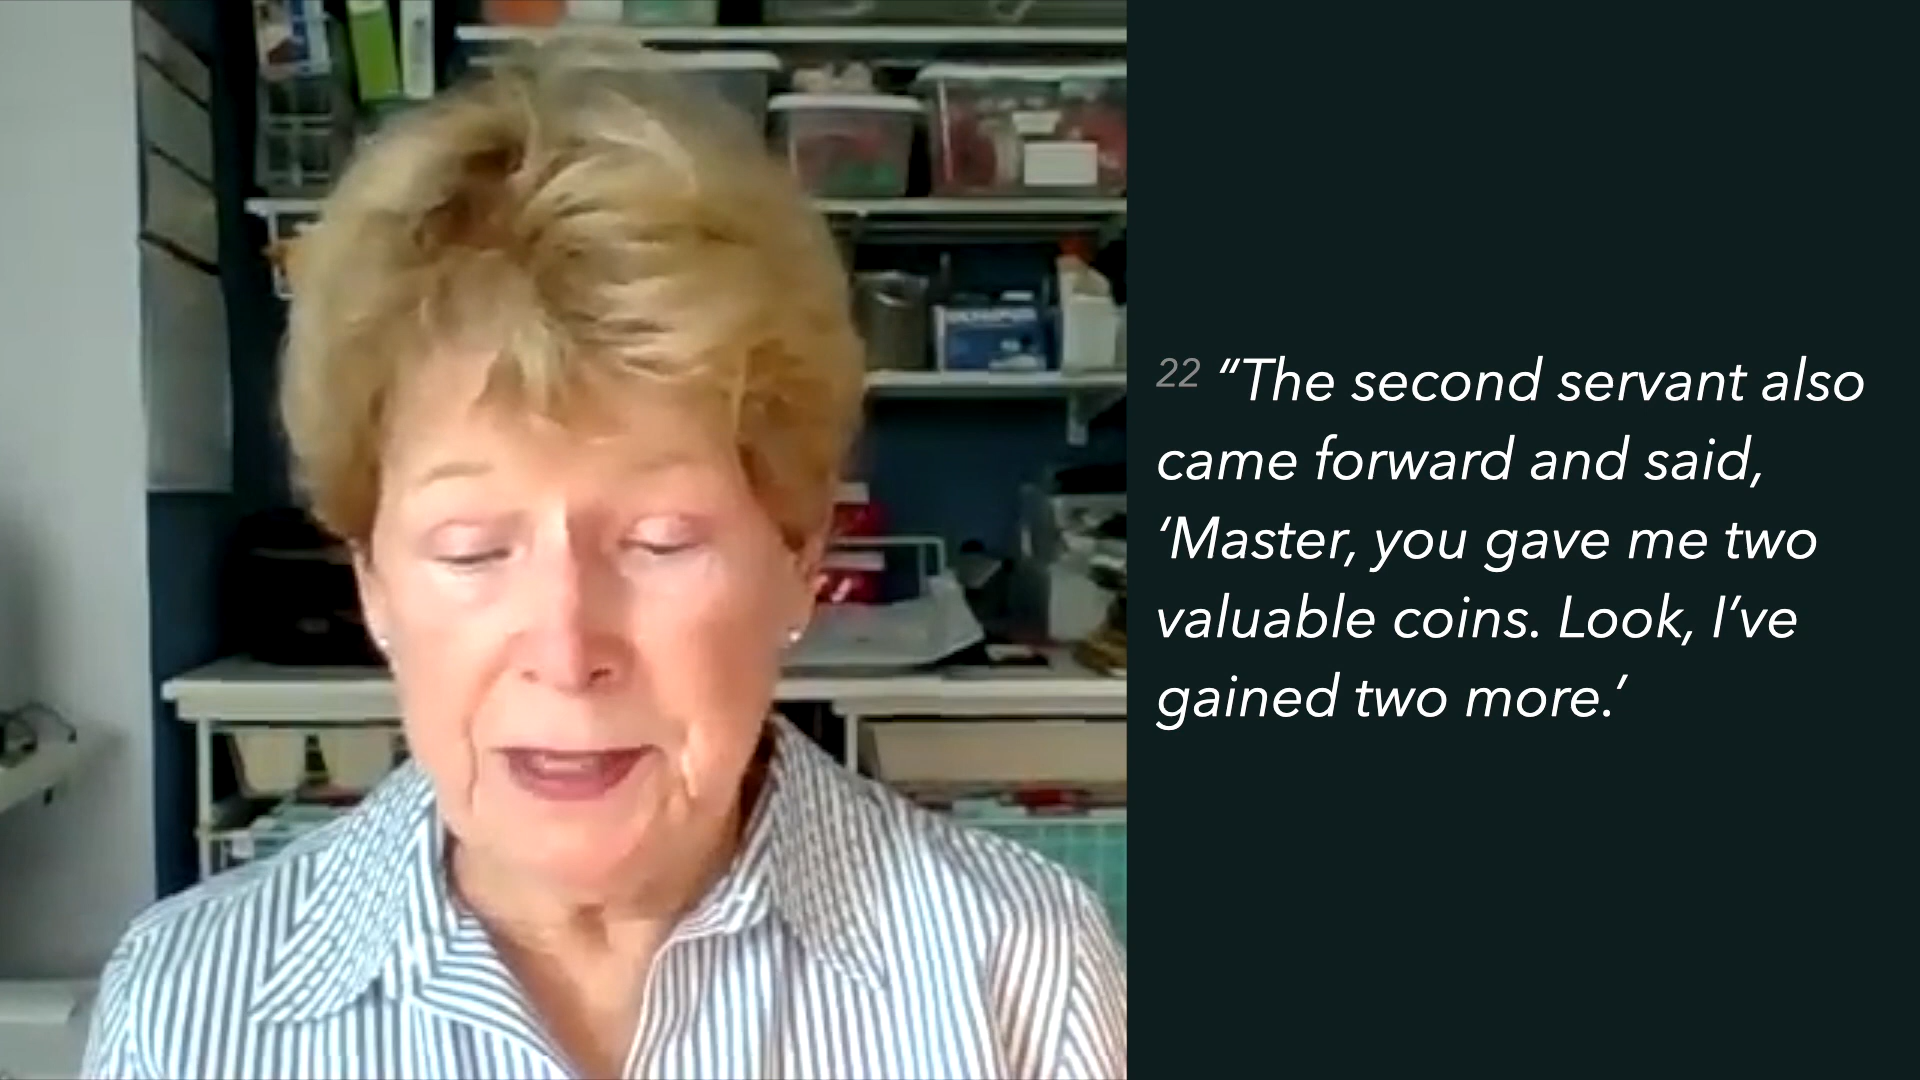 22 “The second servant also
came forward and said,
‘Master, you gave me two
valuable coins. Look, I’ve
gained two more.’